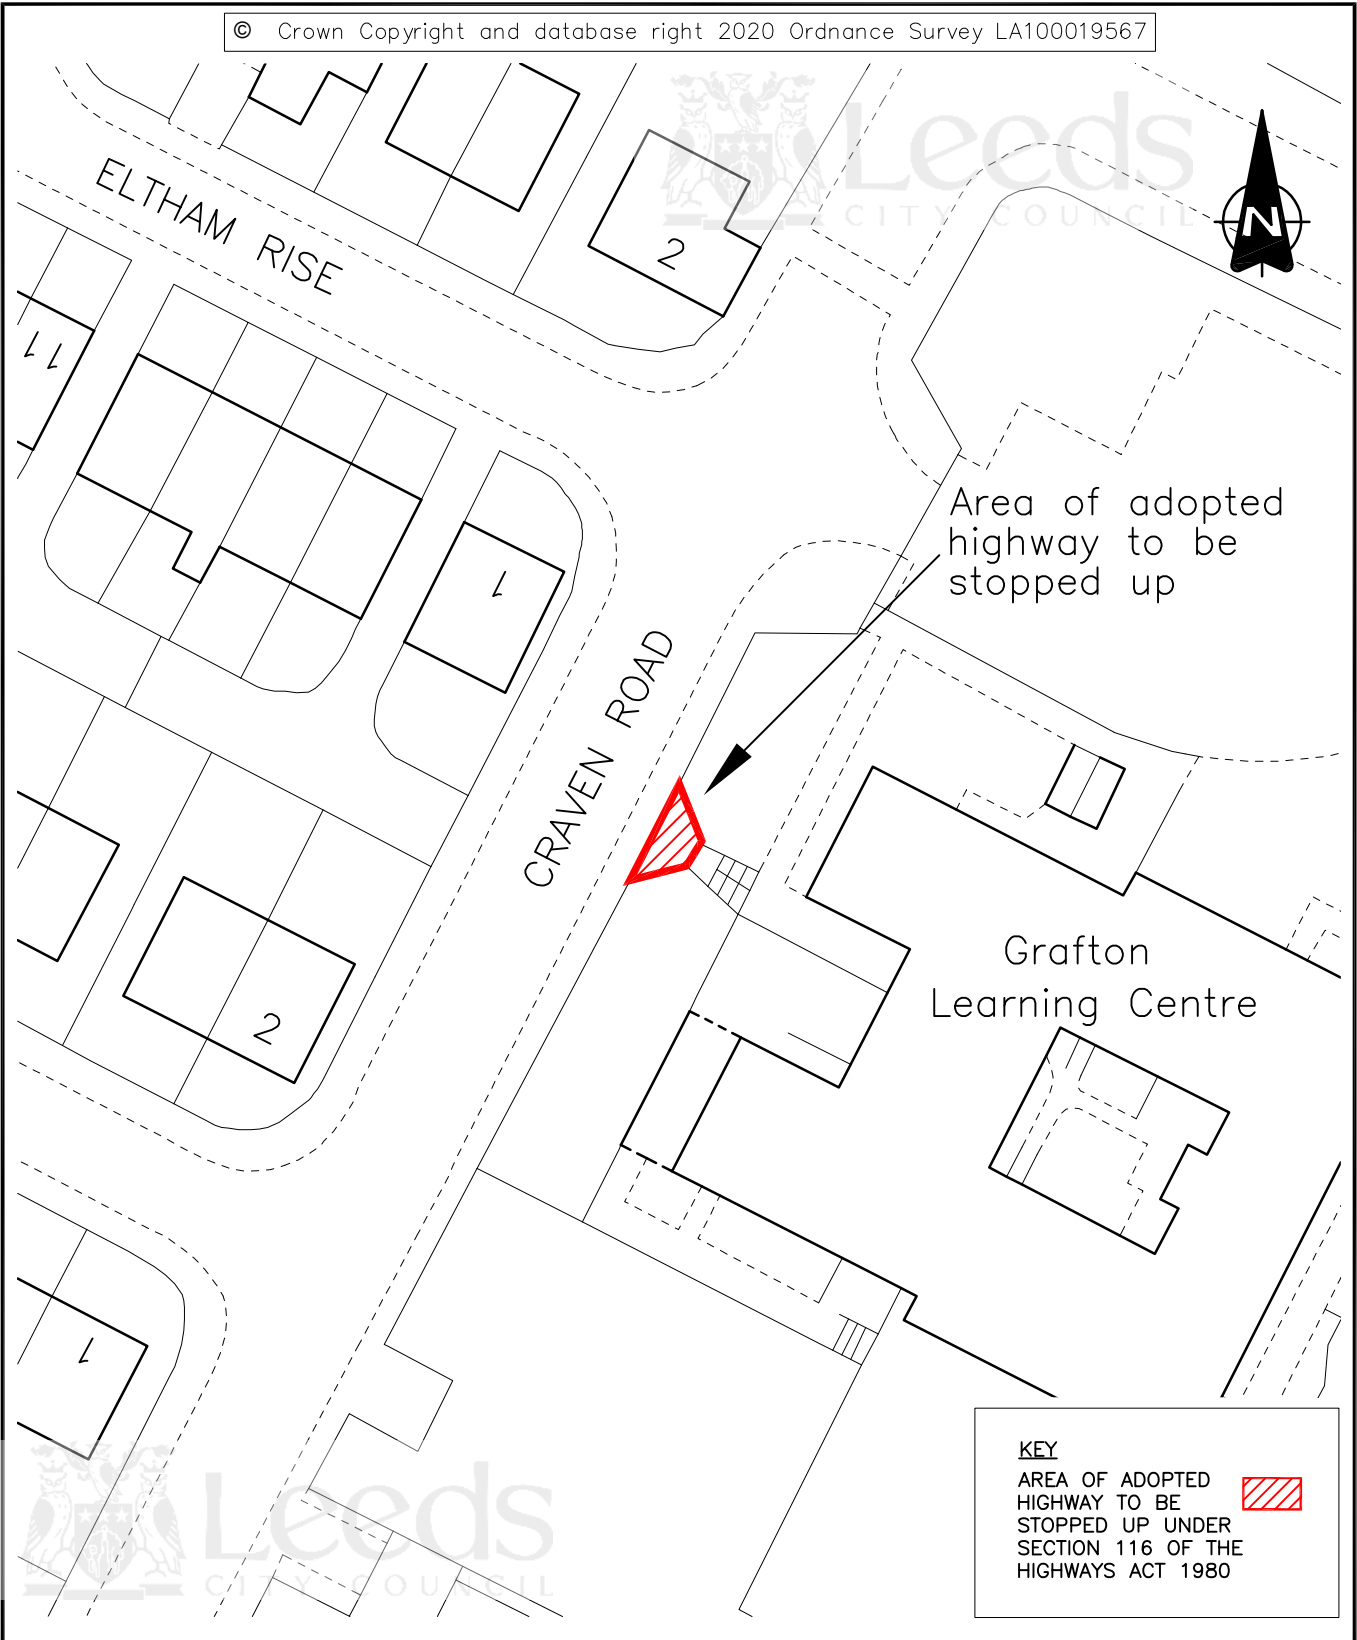 © Crown Copyright and database right 2020 Ordnance Survey LA100019567
Leeds
CITY COUNCIL
N
ELTHAM RISE
2
11
1
Area of adopted
highway to be
stopped up
CRAVEN ROAD
Grafton
Learning Centre
2
1
KEY
AREA OF ADOPTED
HIGHWAY TO BE
STOPPED UP UNDER
SECTION 116 OF THE
HIGHWAYS ACT 1980
Leeds
CITY COUNCIL